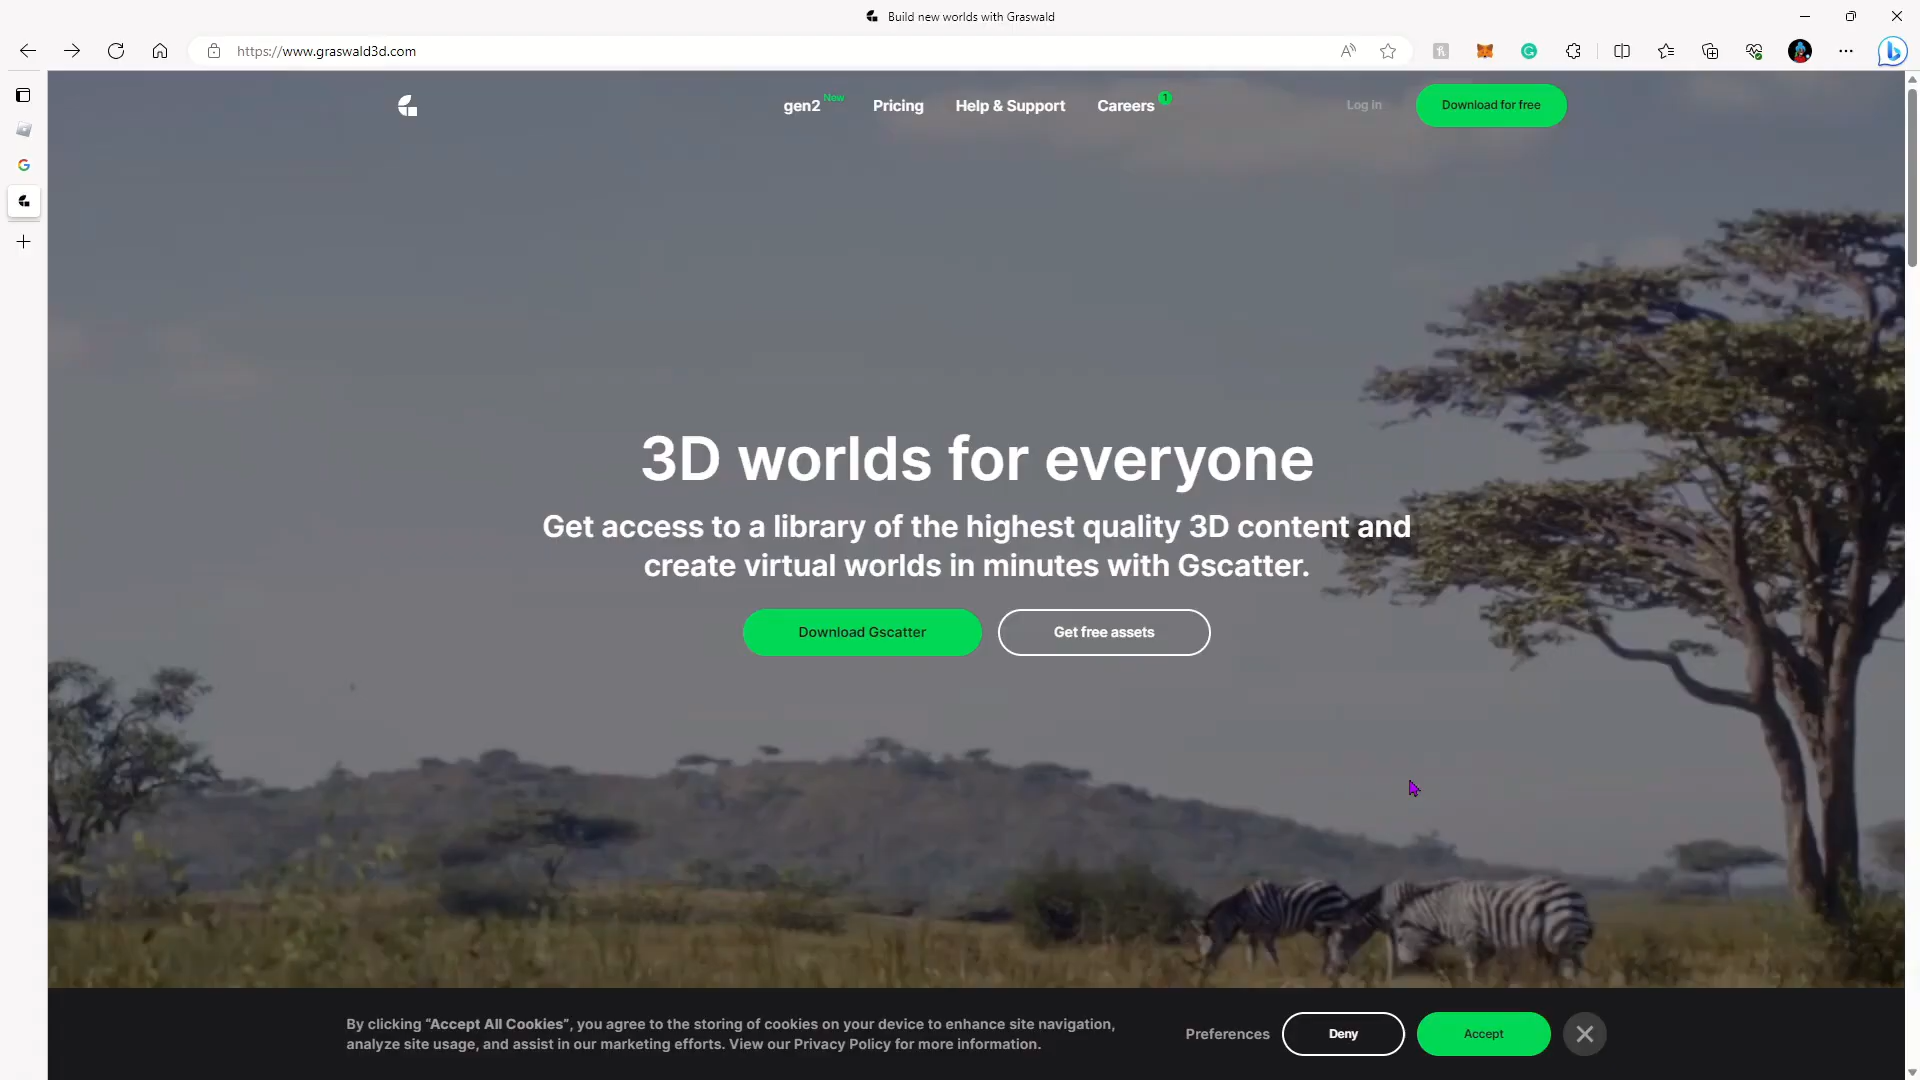 Build new worlds with Graswald
https://www.graswald3d.com
gen2 New
Pricing
Help & Support
Careers 1
Log in
Download for free
3D worlds for everyone
Get access to a library of the highest quality 3D content and
create virtual worlds in minutes with Gscatter.
Download Gscatter
Get free assets
By clicking “Accept All Cookies”, you agree to the storing of cookies on your device to enhance site navigation,
analyze site usage, and assist in our marketing efforts. View our Privacy Policy for more information.
Preferences
Deny
Accept